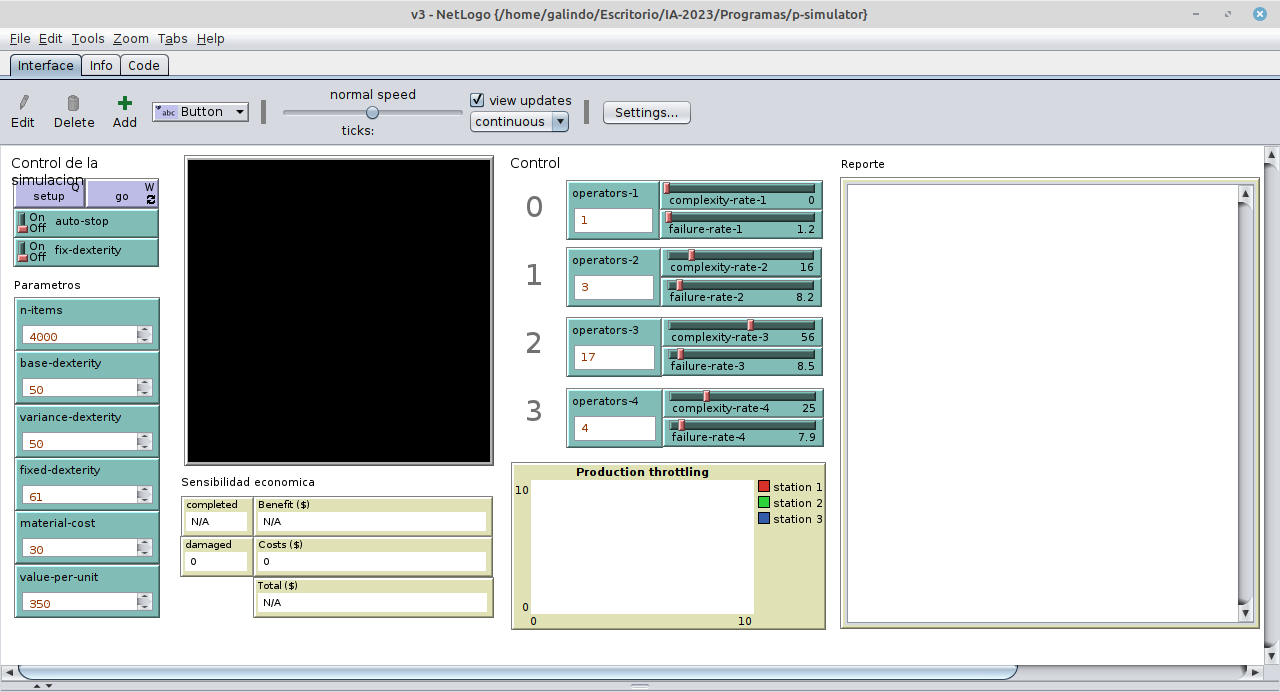 v3 - NetLogo {/home/galindo/Escritorio/IA-2023/Programas/p-simulator}
File Edit Tools Zoom Tabs Help
Interface Info Code
Edit Delete Add
abc Button
normal speed
ticks:
view updates
continuous
Settings...
Control de la
simulacion
setup Q
go W
On
Off auto-stop
On
Off fix-dexterity
Parametros
n-items
4000
base-dexterity
50
variance-dexterity
50
fixed-dexterity
61
material-cost
30
value-per-unit
350
Sensibilidad economica
completed
N/A
Benefit ($)
N/A
damaged
0
Costs ($)
0
Total ($)
N/A
Control
0
operators-1
1
complexity-rate-1 0
failure-rate-1 1.2
1
operators-2
3
complexity-rate-2 16
failure-rate-2 8.2
2
operators-3
17
complexity-rate-3 56
failure-rate-3 8.5
3
operators-4
4
complexity-rate-4 25
failure-rate-4 7.9
Production throttling
10
0
0 10
station 1
station 2
station 3
Reporte